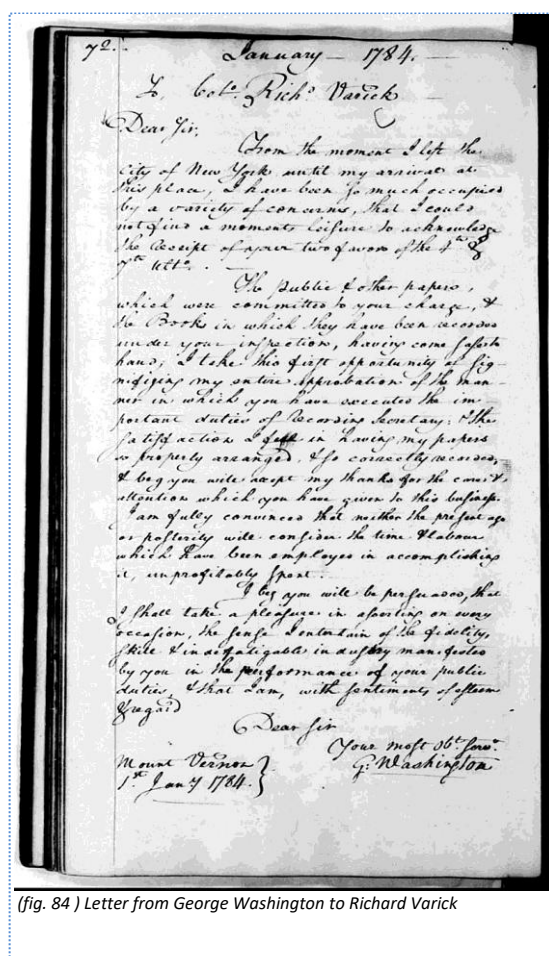 72.
January — 1784.
To Colo. Richd. Varick
Dear Sir,
From the moment I left the
city of New York until my arrival at
this place, I have been so much occupied
by a variety of concerns, that I could
not find a moments leisure to acknowledge
the receipt of your two favors of the 4th &
7th Ulto.
The public & other papers,
which were committed to your charge, &
the Books in which they have been recorded
under your inspection, having come safe to
hand, I take this first opportunity of sig-
nifying my entire approbation of the man-
ner in which you have executed the im
portant duties of Recording Secretary; & the
satisfaction I feel in having my papers
so properly arranged, & so correctly recorded,
& beg you will accept my thanks for the care &
attention which you have given to this business.
I am fully convinced that neither the present age
or posterity will consider the time & labour
which have been employed in accomplishing
it, unprofitably spent.
I beg you will be persuaded, that
I shall take a pleasure in asserting on every
occasion, the sense I entertain of the fidelity,
skill & indefatigable industry manifested
by you in the performance of your public
duties, & that I am, with sentiments of esteem
& regard
Dear Sir
Your most obt. Servt.
G: Washington
Mount Vernon
1st Jany 1784.
(fig. 84 ) Letter from George Washington to Richard Varick